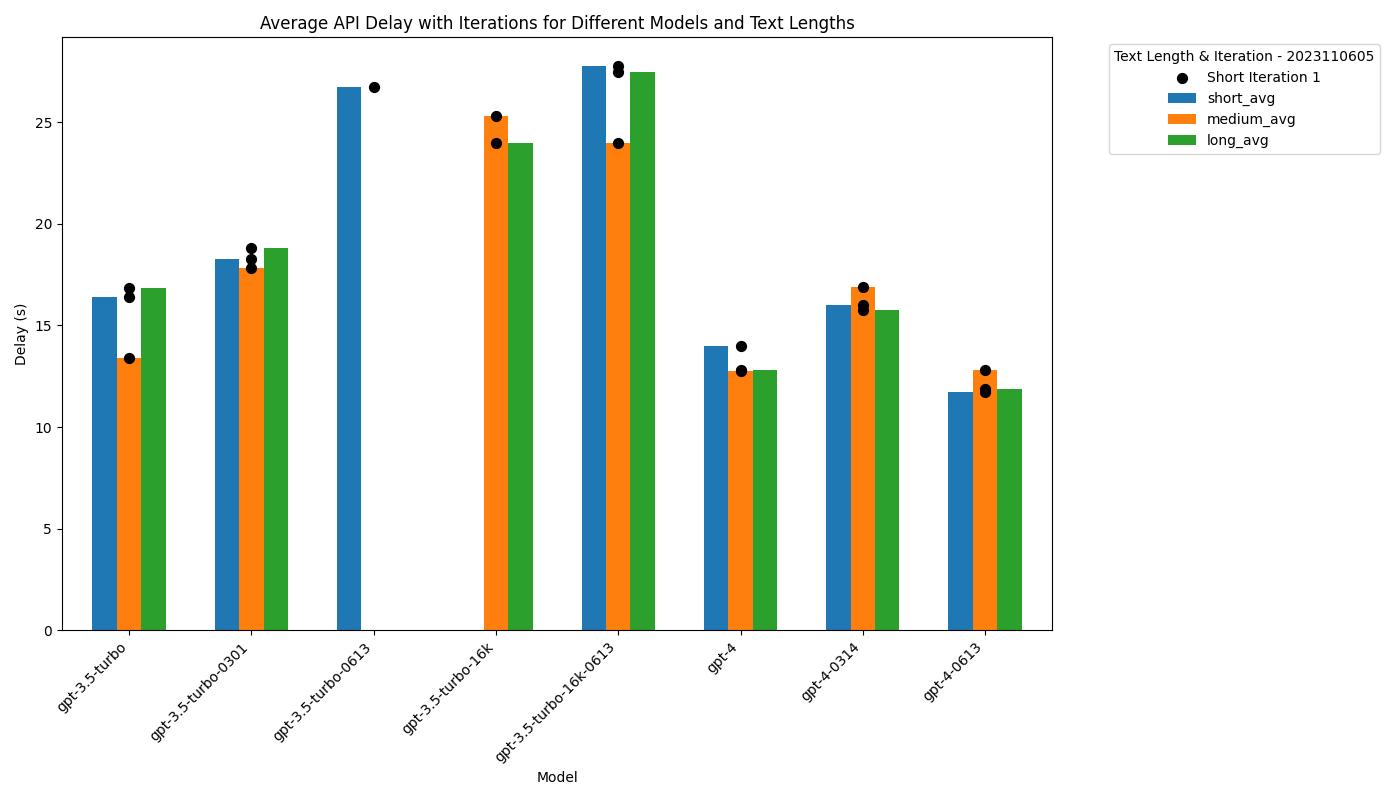 Average API Delay with Iterations for Different Models and Text Lengths
Text Length & Iteration - 2023110605
Short Iteration 1
short_avg
medium_avg
long_avg
Delay (s)
25
20
15
10
5
0
gpt-3.5-turbo
gpt-3.5-turbo-0301
gpt-3.5-turbo-0613
gpt-3.5-turbo-16k
gpt-3.5-turbo-16k-0613
gpt-4
gpt-4-0314
gpt-4-0613
Model